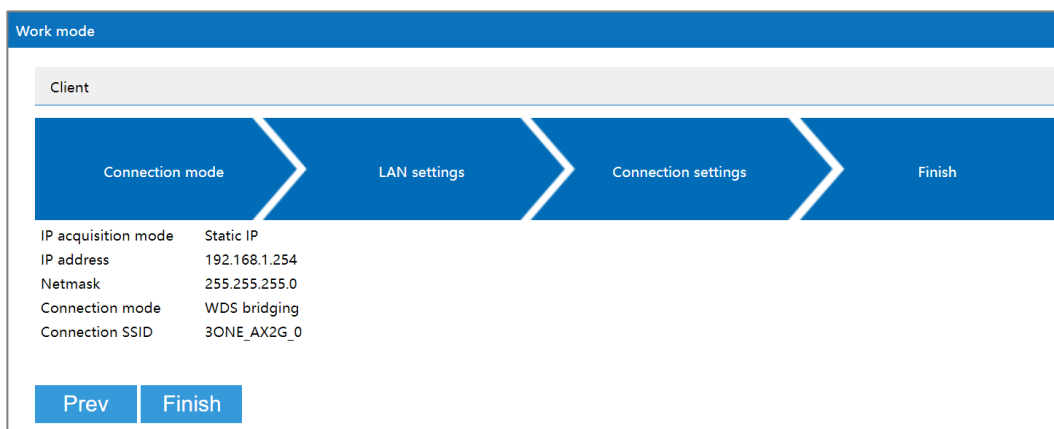 Work mode
Client
Connection mode LAN settings Connection settings Finish
IP acquisition mode Static IP
IP address 192.168.1.254
Netmask 255.255.255.0
Connection mode WDS bridging
Connection SSID 3ONE_AX2G_0
Prev Finish